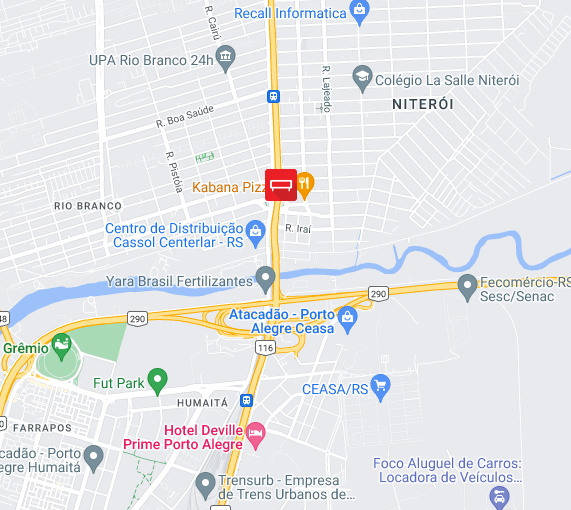 Recall Informatica
R. Cairú
UPA Rio Branco 24h
R. Lajeado
Colégio La Salle Niterói
NITERÓI
R. Boa Saúde
R. Pistóia
Kabana Pizz
RIO BRANCO
Centro de Distribuição
Cassol Centerlar - RS
R. Iraí
Yara Brasil Fertilizantes
Fecomércio-RS
Sesc/Senac
290
48
290
Atacadão - Porto
Alegre Ceasa
Grêmio
116
Fut Park
CEASA/RS
HUMAITÁ
FARRAPOS
Hotel Deville
Prime Porto Alegre
cadão - Porto
egre Humaitá
Foco Aluguel de Carros:
Locadora de Veículos...
Trensurb - Empresa
de Trens Urbanos de...